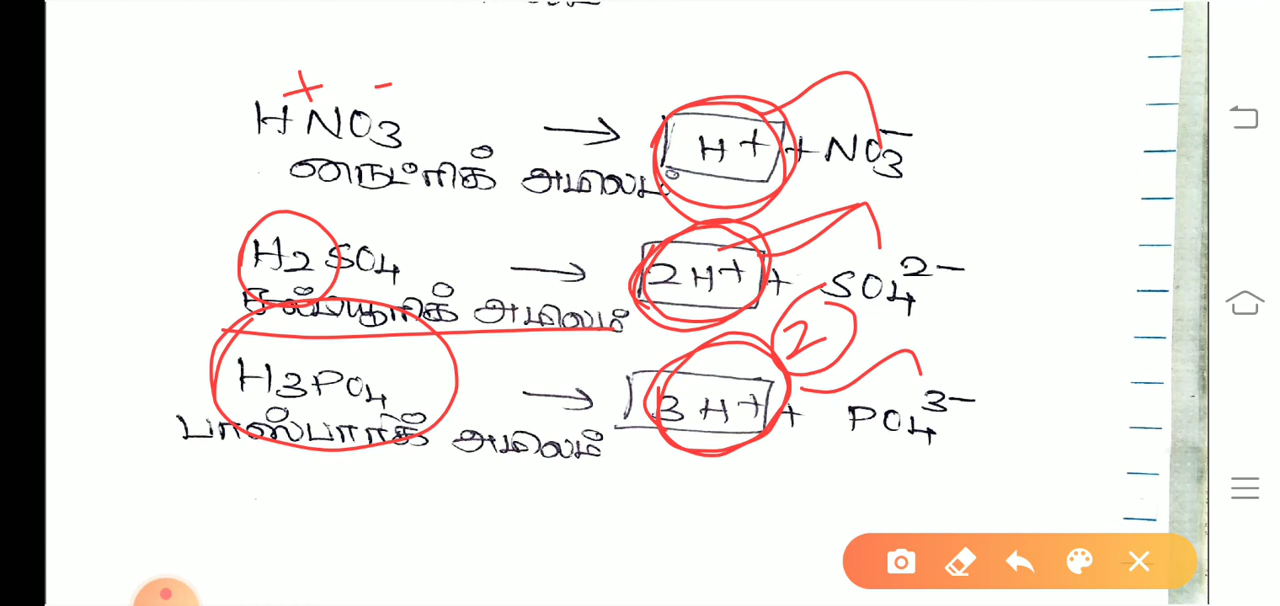 HNO3 → H+ + NO3−
நைட்ரிக் அமிலம்
H2SO4 → 2H+ + SO4 2−
சல்பியூரிக் அமிலம்
2
H3PO4 → 3H+ + PO4 3−
பாஸ்பாரிக் அமிலம்